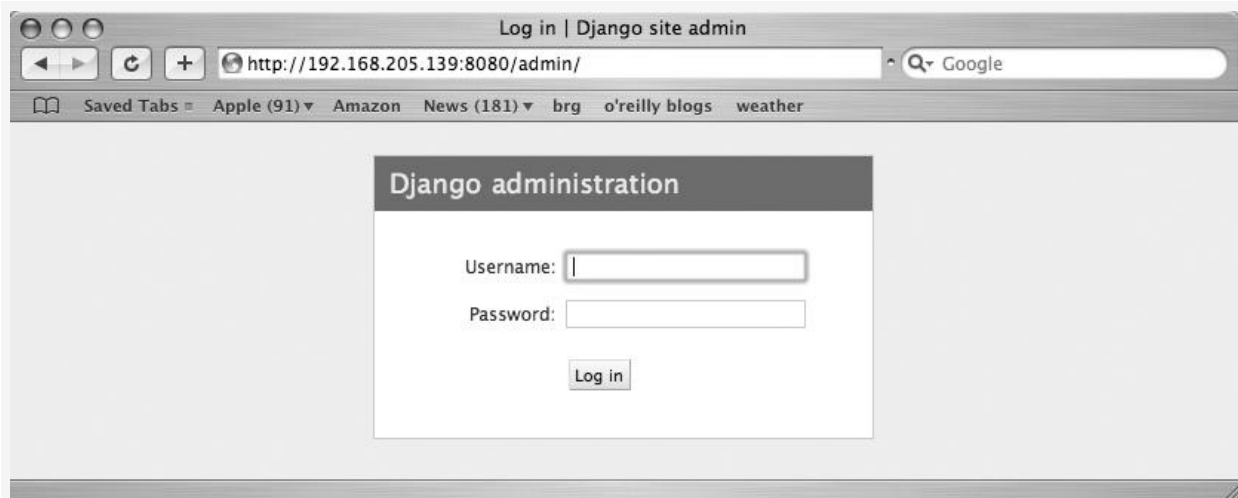 Log in | Django site admin
http://192.168.205.139:8080/admin/
Google
Saved Tabs Apple (91) Amazon News (181) brg o'reilly blogs weather
Django administration
Username:
Password:
Log in